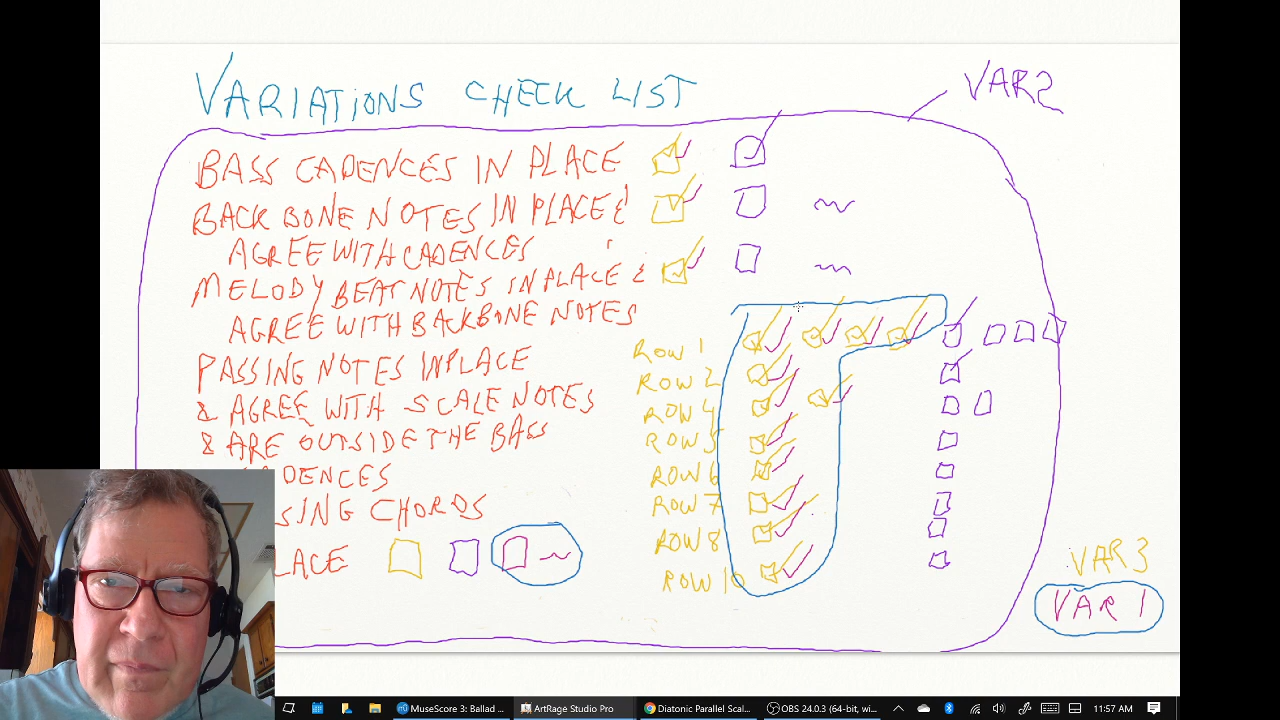 VARIATIONS CHECK LIST
VAR2
BASS CADENCES IN PLACE
BACK BONE NOTES IN PLACE &
AGREE WITH CADENCES
MELODY BEAT NOTES IN PLACE &
AGREE WITH BACKBONE NOTES
PASSING NOTES IN PLACE
& AGREE WITH SCALE NOTES
& ARE OUTSIDE THE BASS
DENCES
SING CHORDS
LACE
ROW 1
ROW 2
ROW 4
ROW 5
ROW 6
ROW 7
ROW 8
ROW 10
VAR 3
VAR 1
MuseScore 3: Ballad ...
ArtRage Studio Pro
Diatonic Parallel Scal...
OBS 24.0.3 (64-bit, wi...
11:57 AM